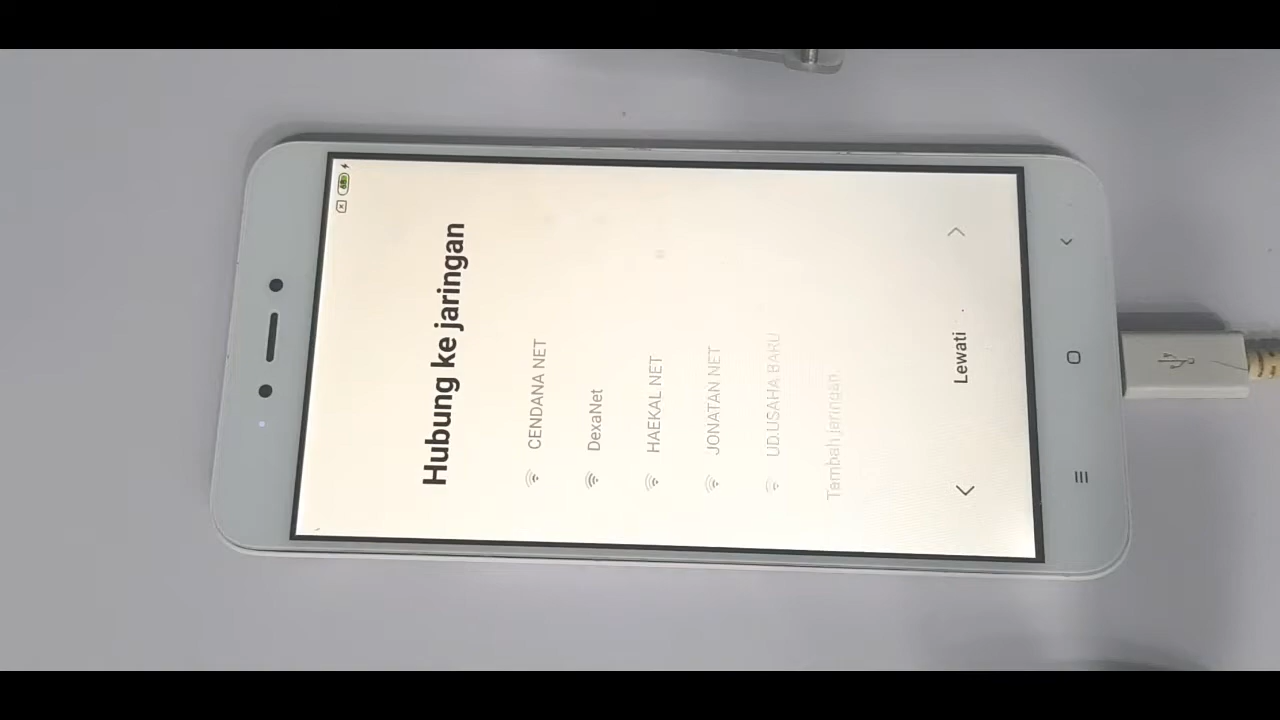 Hubung ke jaringan
CENDANA NET
DexaNet
HAEKAL NET
JONATAN NET
UD.USAHA BARU
Tambah jaringan
Lewati